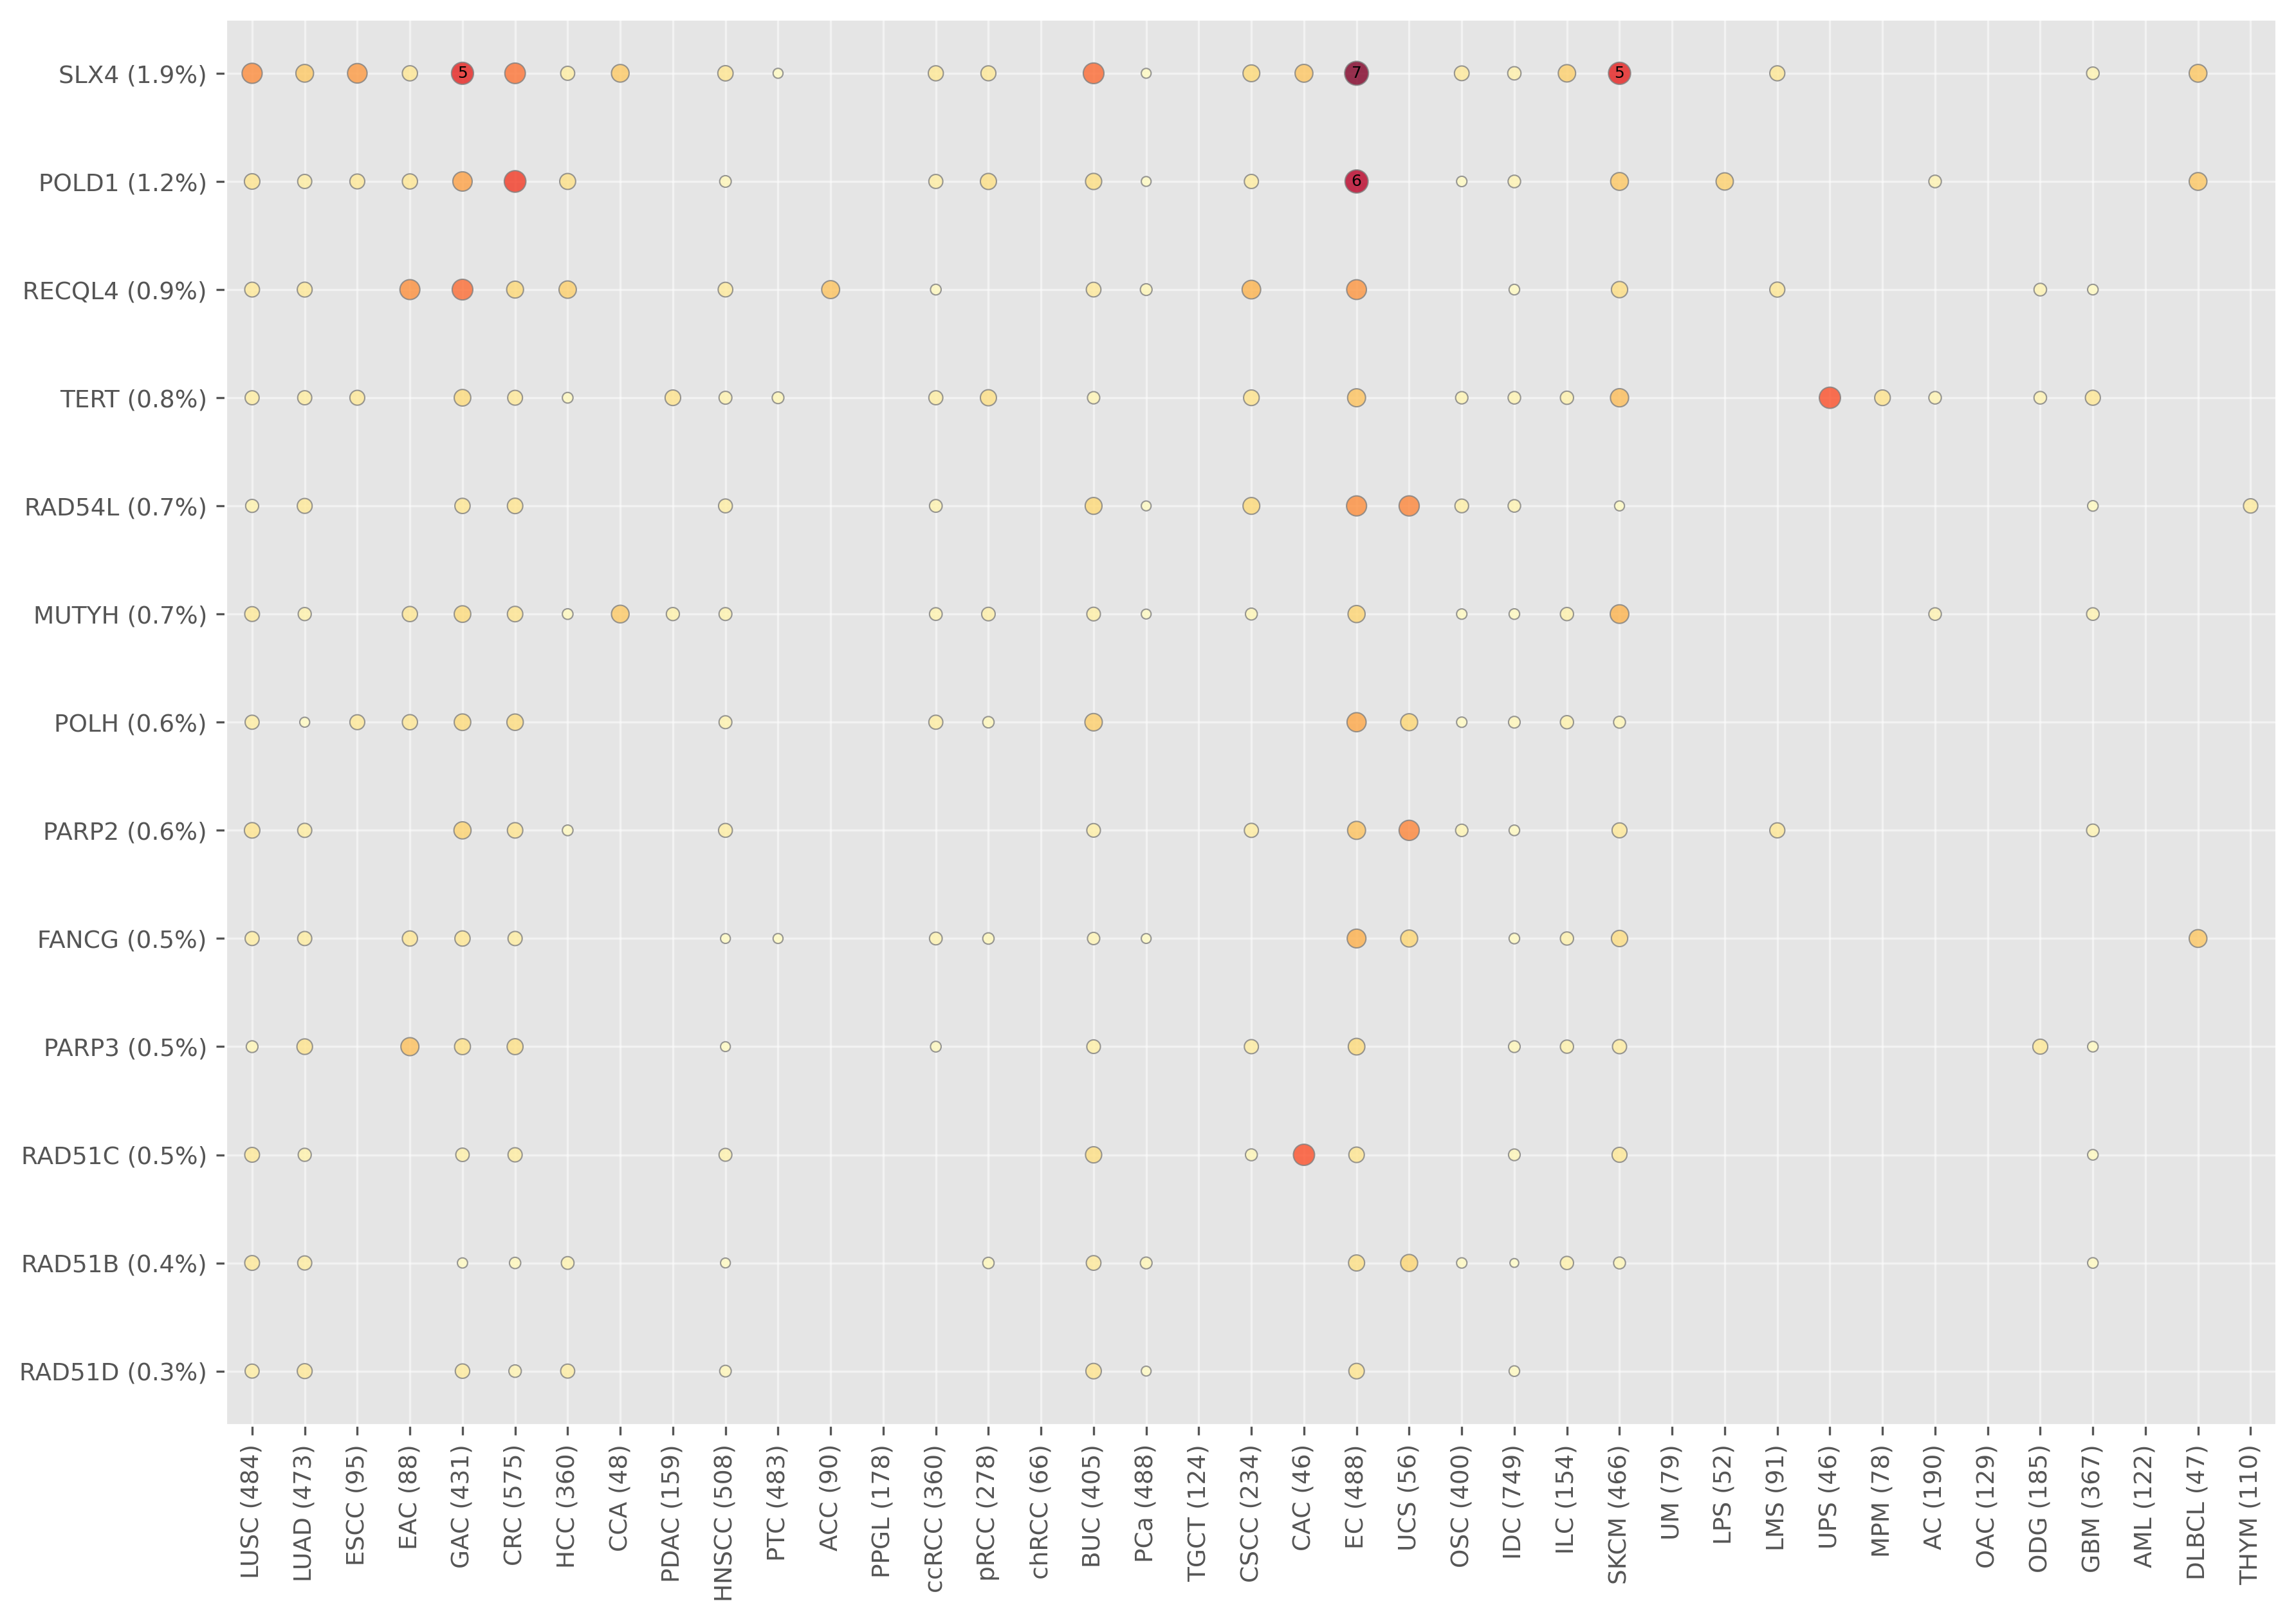 SLX4 (1.9%)
5
7
5
POLD1 (1.2%)
6
RECQL4 (0.9%)
TERT (0.8%)
RAD54L (0.7%)
MUTYH (0.7%)
POLH (0.6%)
PARP2 (0.6%)
FANCG (0.5%)
PARP3 (0.5%)
RAD51C (0.5%)
RAD51B (0.4%)
RAD51D (0.3%)
LUSC (484)
LUAD (473)
ESCC (95)
EAC (88)
GAC (431)
CRC (575)
HCC (360)
CCA (48)
PDAC (159)
HNSCC (508)
PTC (483)
ACC (90)
PPGL (178)
ccRCC (360)
pRCC (278)
chRCC (66)
BUC (405)
PCa (488)
TGCT (124)
CSCC (234)
CAC (46)
EC (488)
UCS (56)
OSC (400)
IDC (749)
ILC (154)
SKCM (466)
UM (79)
LPS (52)
LMS (91)
UPS (46)
MPM (78)
AC (190)
OAC (129)
ODG (185)
GBM (367)
AML (122)
DLBCL (47)
THYM (110)